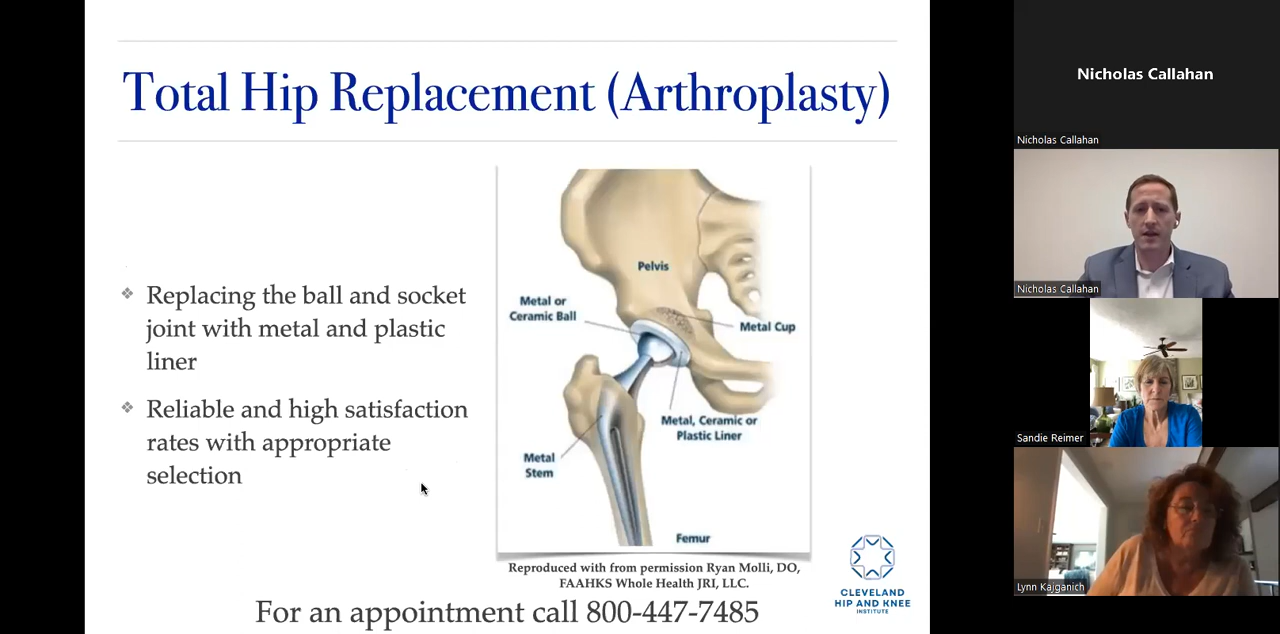 Total Hip Replacement (Arthroplasty)
❖ Replacing the ball and socket
joint with metal and plastic
liner
❖ Reliable and high satisfaction
rates with appropriate
selection
Pelvis
Metal or
Ceramic Ball
Metal Cup
Metal, Ceramic or
Plastic Liner
Metal
Stem
Femur
Reproduced with from permission Ryan Molli, DO,
FAAHKS Whole Health JRI, LLC.
For an appointment call 800-447-7485
CLEVELAND
HIP AND KNEE
INSTITUTE
Nicholas Callahan
Nicholas Callahan
Nicholas Callahan
Sandie Reimer
Lynn Kajganich